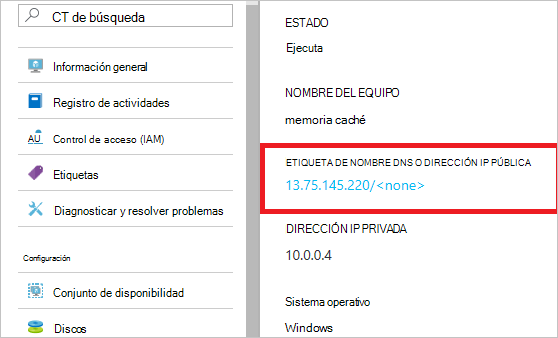 CT de búsqueda
Información general
Registro de actividades
Control de acceso (IAM)
Etiquetas
Diagnosticar y resolver problemas
Configuración
Conjunto de disponibilidad
Discos
ESTADO
Ejecuta
NOMBRE DEL EQUIPO
memoria caché
ETIQUETA DE NOMBRE DNS O DIRECCIÓN IP PÚBLICA
13.75.145.220/<none>
DIRECCIÓN IP PRIVADA
10.0.0.4
Sistema operativo
Windows